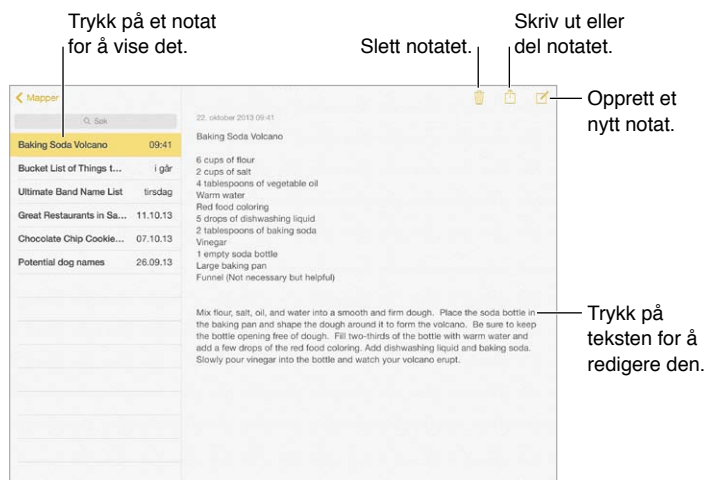 Trykk på et notat
for å vise det.
Slett notatet.
Skriv ut eller
del notatet.
Opprett et
nytt notat.
Trykk på
teksten for å
redigere den.
Mapper
Søk
Baking Soda Volcano 09:41
Bucket List of Things t... i går
Ultimate Band Name List tirsdag
Great Restaurants in Sa... 11.10.13
Chocolate Chip Cookie... 07.10.13
Potential dog names 26.09.13
22. oktober 2013 09:41
Baking Soda Volcano
6 cups of flour
2 cups of salt
4 tablespoons of vegetable oil
Warm water
Red food coloring
5 drops of dishwashing liquid
2 tablespoons of baking soda
Vinegar
1 empty soda bottle
Large baking pan
Funnel (Not necessary but helpful)
Mix flour, salt, oil, and water into a smooth and firm dough. Place the soda bottle in
the baking pan and shape the dough around it to form the volcano. Be sure to keep
the bottle opening free of dough. Fill two-thirds of the bottle with warm water and
add a few drops of the red food coloring. Add dishwashing liquid and baking soda.
Slowly pour vinegar into the bottle and watch your volcano erupt.